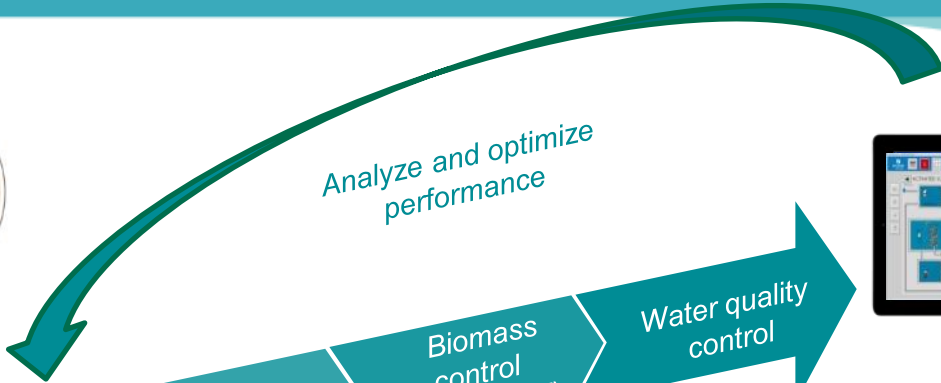 Analyze and optimize
performance
Biomass
control
Water quality
control